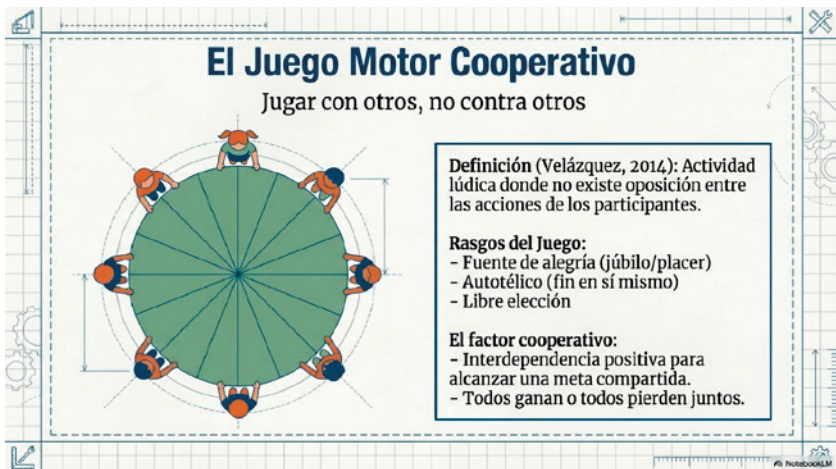 El Juego Motor Cooperativo
Jugar con otros, no contra otros
Definición (Velázquez, 2014): Actividad
lúdica donde no existe oposición entre
las acciones de los participantes.
Rasgos del Juego:
- Fuente de alegría (júbilo/placer)
- Autotélico (fin en sí mismo)
- Libre elección
El factor cooperativo:
- Interdependencia positiva para
alcanzar una meta compartida.
- Todos ganan o todos pierden juntos.
NotebookLM